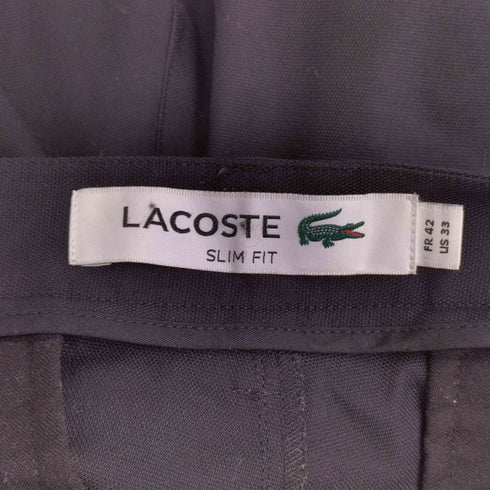 LACOSTE
SLIM FIT
FR 42
US 33